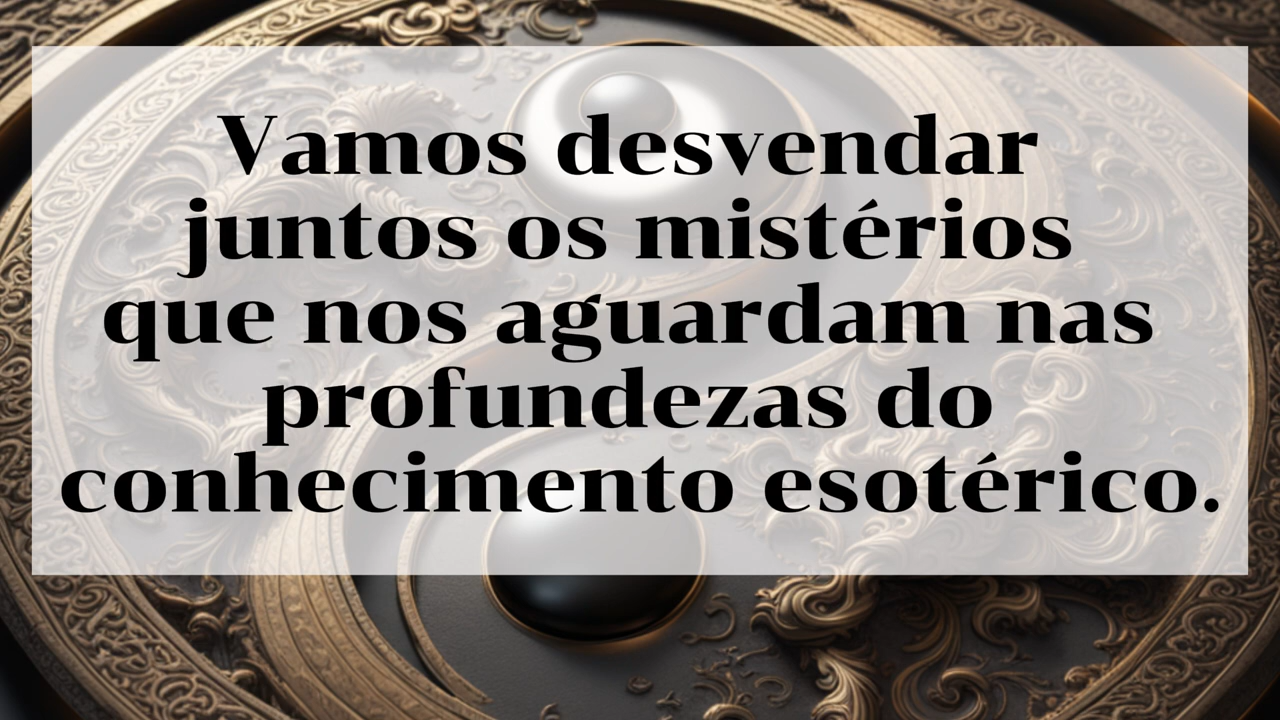 Vamos desvendar
juntos os mistérios
que nos aguardam nas
profundezas do
conhecimento esotérico.